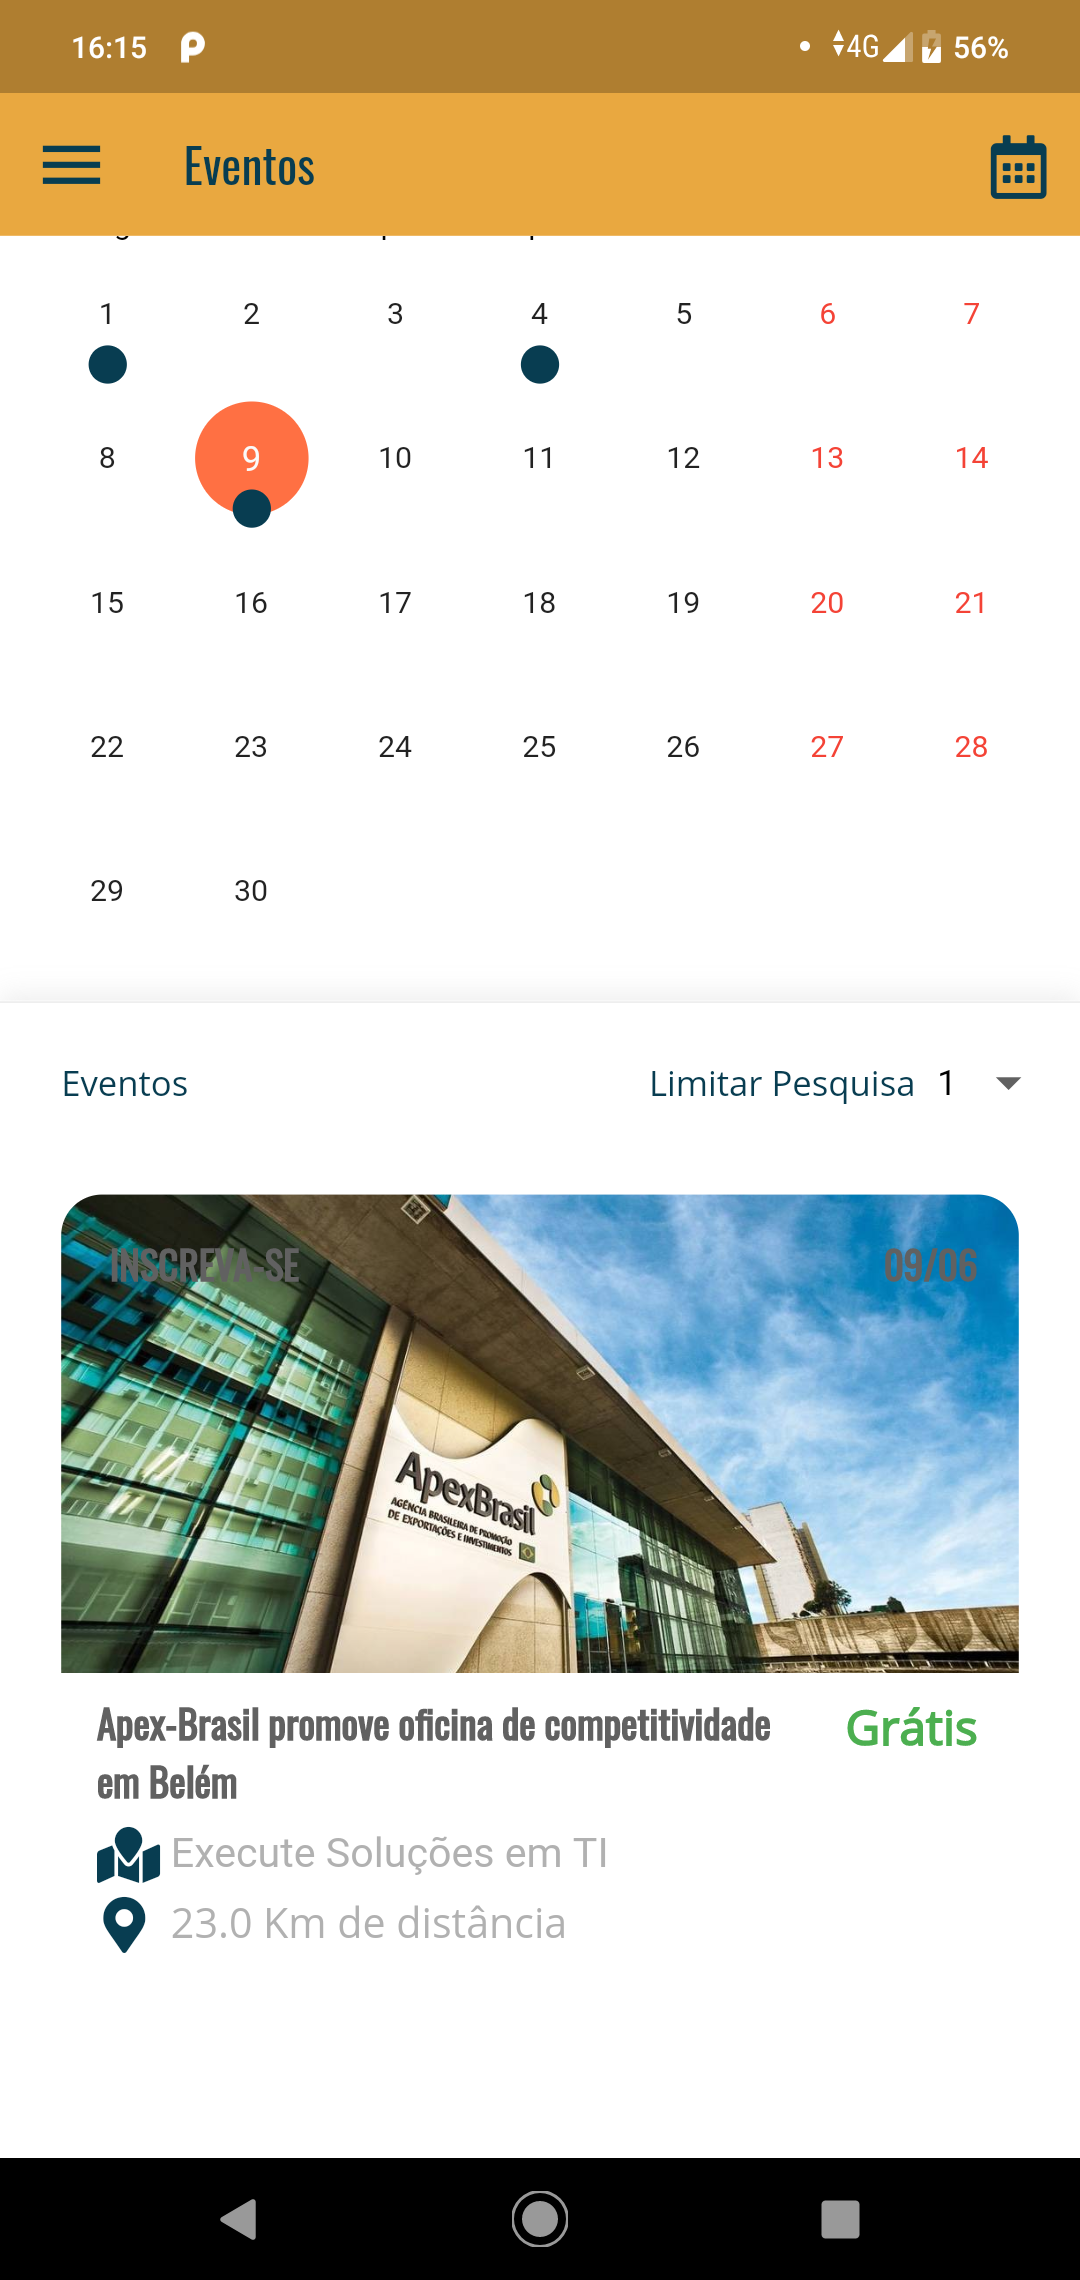 16:15
4G 56%
Eventos
1 2 3 4 5 6 7
8 9 10 11 12 13 14
15 16 17 18 19 20 21
22 23 24 25 26 27 28
29 30
Eventos
Limitar Pesquisa 1
INSCREVA-SE
09/06
ApexBrasil
AGÊNCIA BRASILEIRA DE PROMOÇÃO
DE EXPORTAÇÕES E INVESTIMENTOS
Apex-Brasil promove oficina de competitividade
em Belém
Grátis
Execute Soluções em TI
23.0 Km de distância